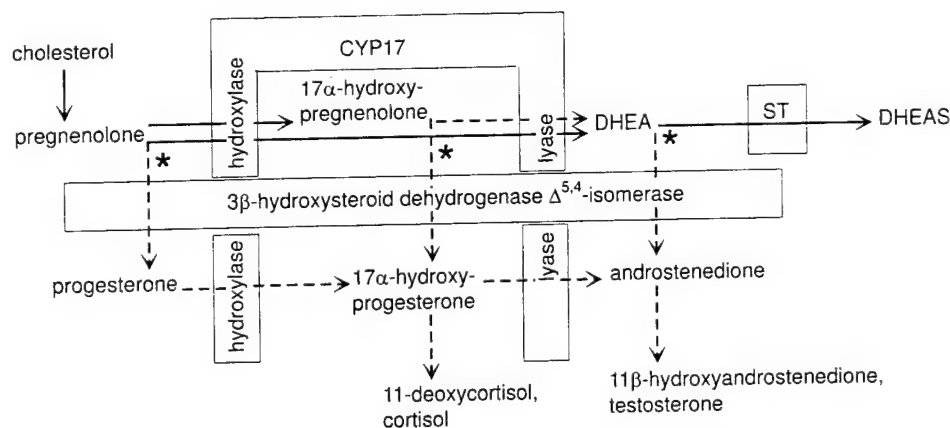 cholesterol
CYP17
17α-hydroxy-
pregnenolone
pregnenolone
hydroxylase
lyase
DHEA
ST
DHEAS
*
*
*
3β-hydroxysteroid dehydrogenase Δ5,4-isomerase
progesterone
hydroxylase
17α-hydroxy-
progesterone
lyase
androstenedione
11-deoxycortisol,
cortisol
11β-hydroxyandrostenedione,
testosterone